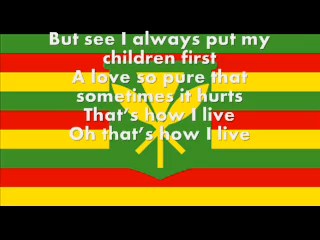 But see I always put my
children first
A love so pure that
sometimes it hurts
That's how I live
Oh that's how I live